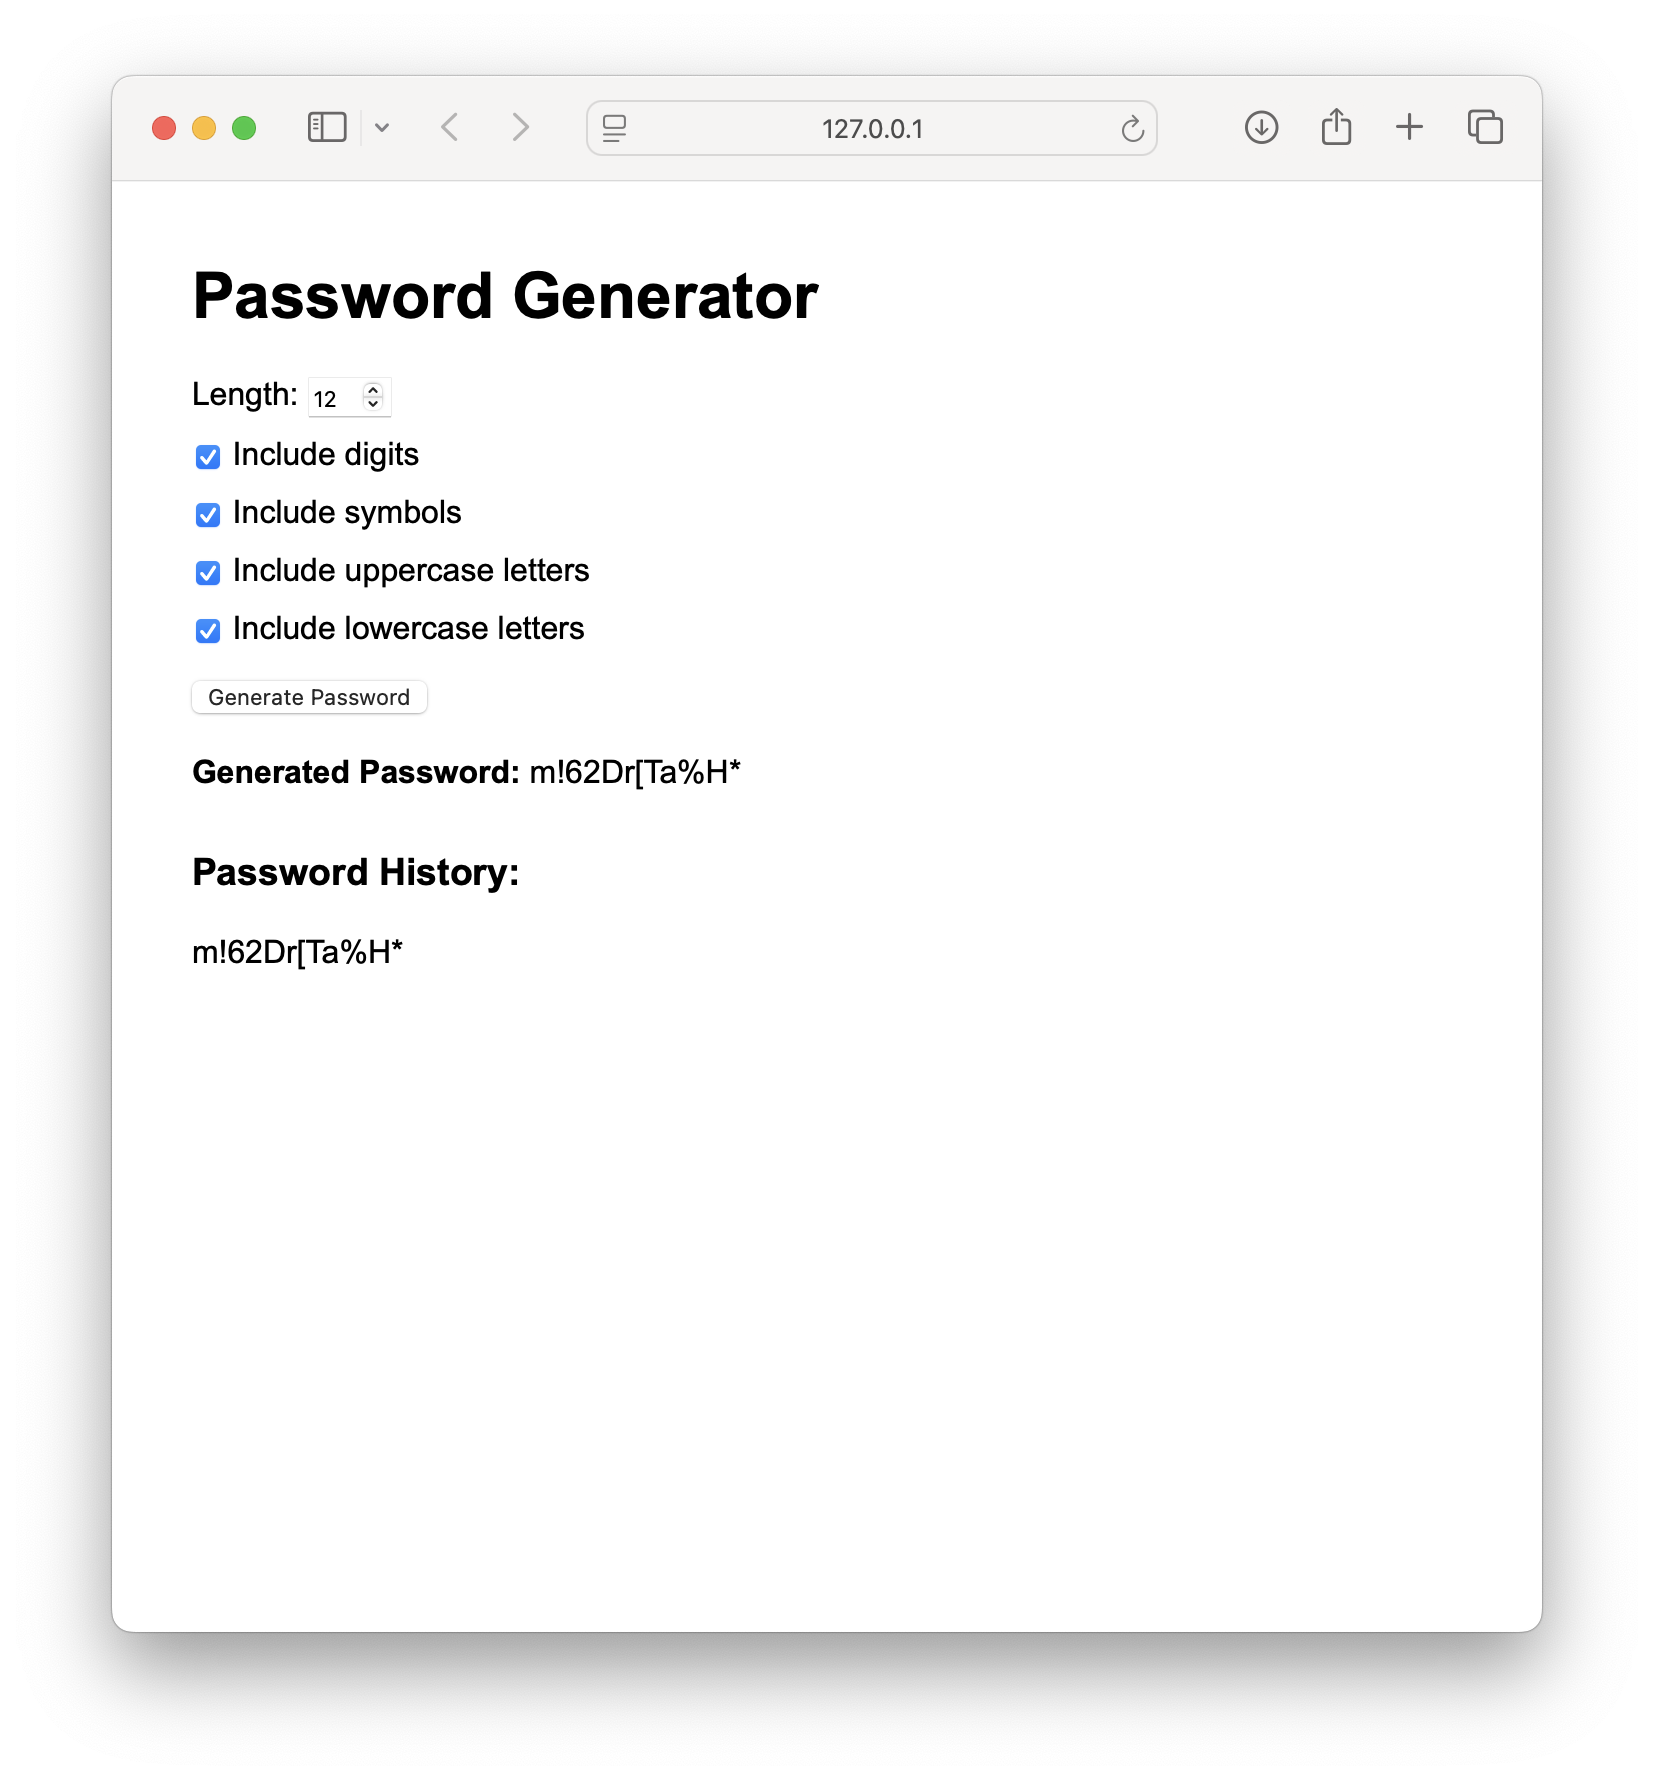 127.0.0.1
Password Generator
Length: 12
Include digits
Include symbols
Include uppercase letters
Include lowercase letters
Generate Password
Generated Password: m!62Dr[Ta%H*
Password History:
m!62Dr[Ta%H*